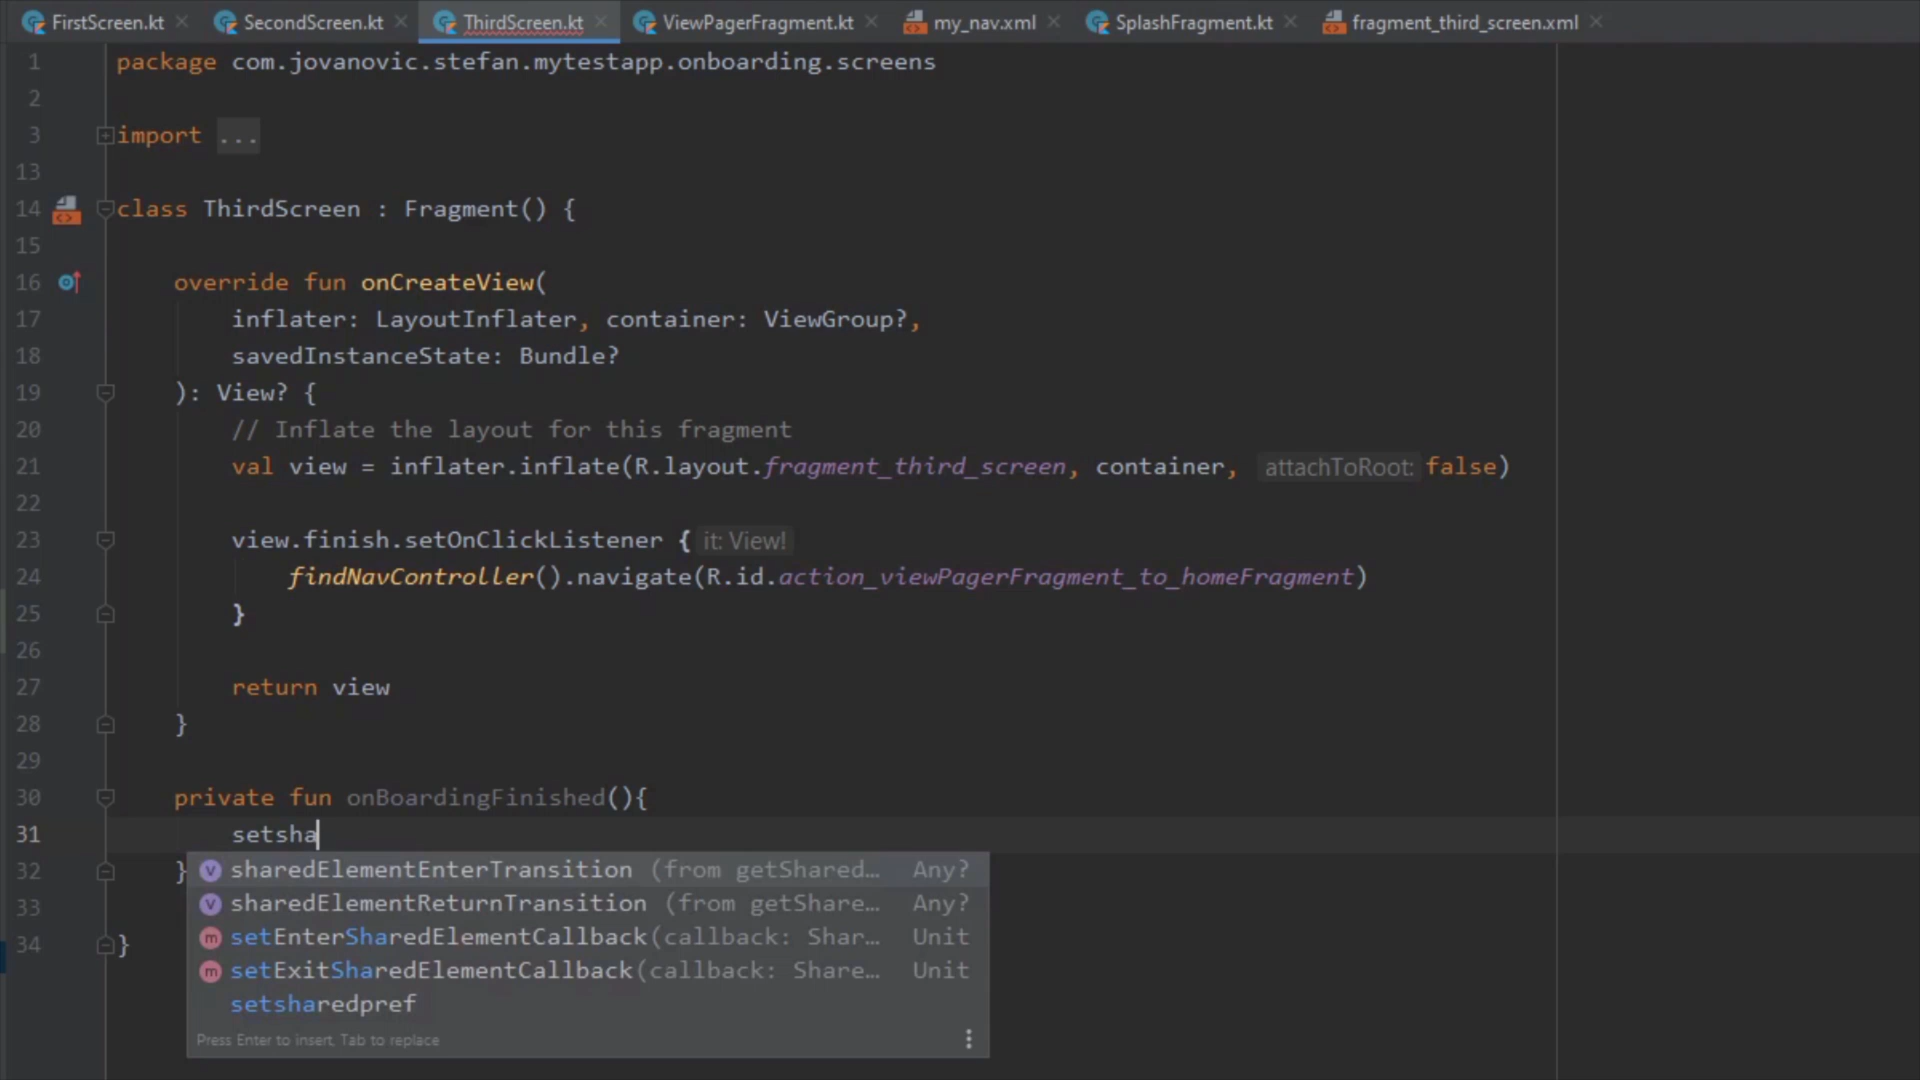 FirstScreen.kt SecondScreen.kt ThirdScreen.kt ViewPagerFragment.kt my_nav.xml SplashFragment.kt fragment_third_screen.xml
1 package com.jovanovic.stefan.mytestapp.onboarding.screens
2
3 import ...
13
14 class ThirdScreen : Fragment() {
15
16 override fun onCreateView(
17 inflater: LayoutInflater, container: ViewGroup?,
18 savedInstanceState: Bundle?
19 ): View? {
20 // Inflate the layout for this fragment
21 val view = inflater.inflate(R.layout.fragment_third_screen, container, attachToRoot: false)
22
23 view.finish.setOnClickListener { it: View!
24 findNavController().navigate(R.id.action_viewPagerFragment_to_homeFragment)
25 }
26
27 return view
28 }
29
30 private fun onBoardingFinished(){
31 setsha
32 }
sharedElementEnterTransition (from getShared... Any?
33
sharedElementReturnTransition (from getShare... Any?
setEnterSharedElementCallback(callback: Shar... Unit
34 }
setExitSharedElementCallback(callback: Share... Unit
setsharedpref
Press Enter to insert, Tab to replace